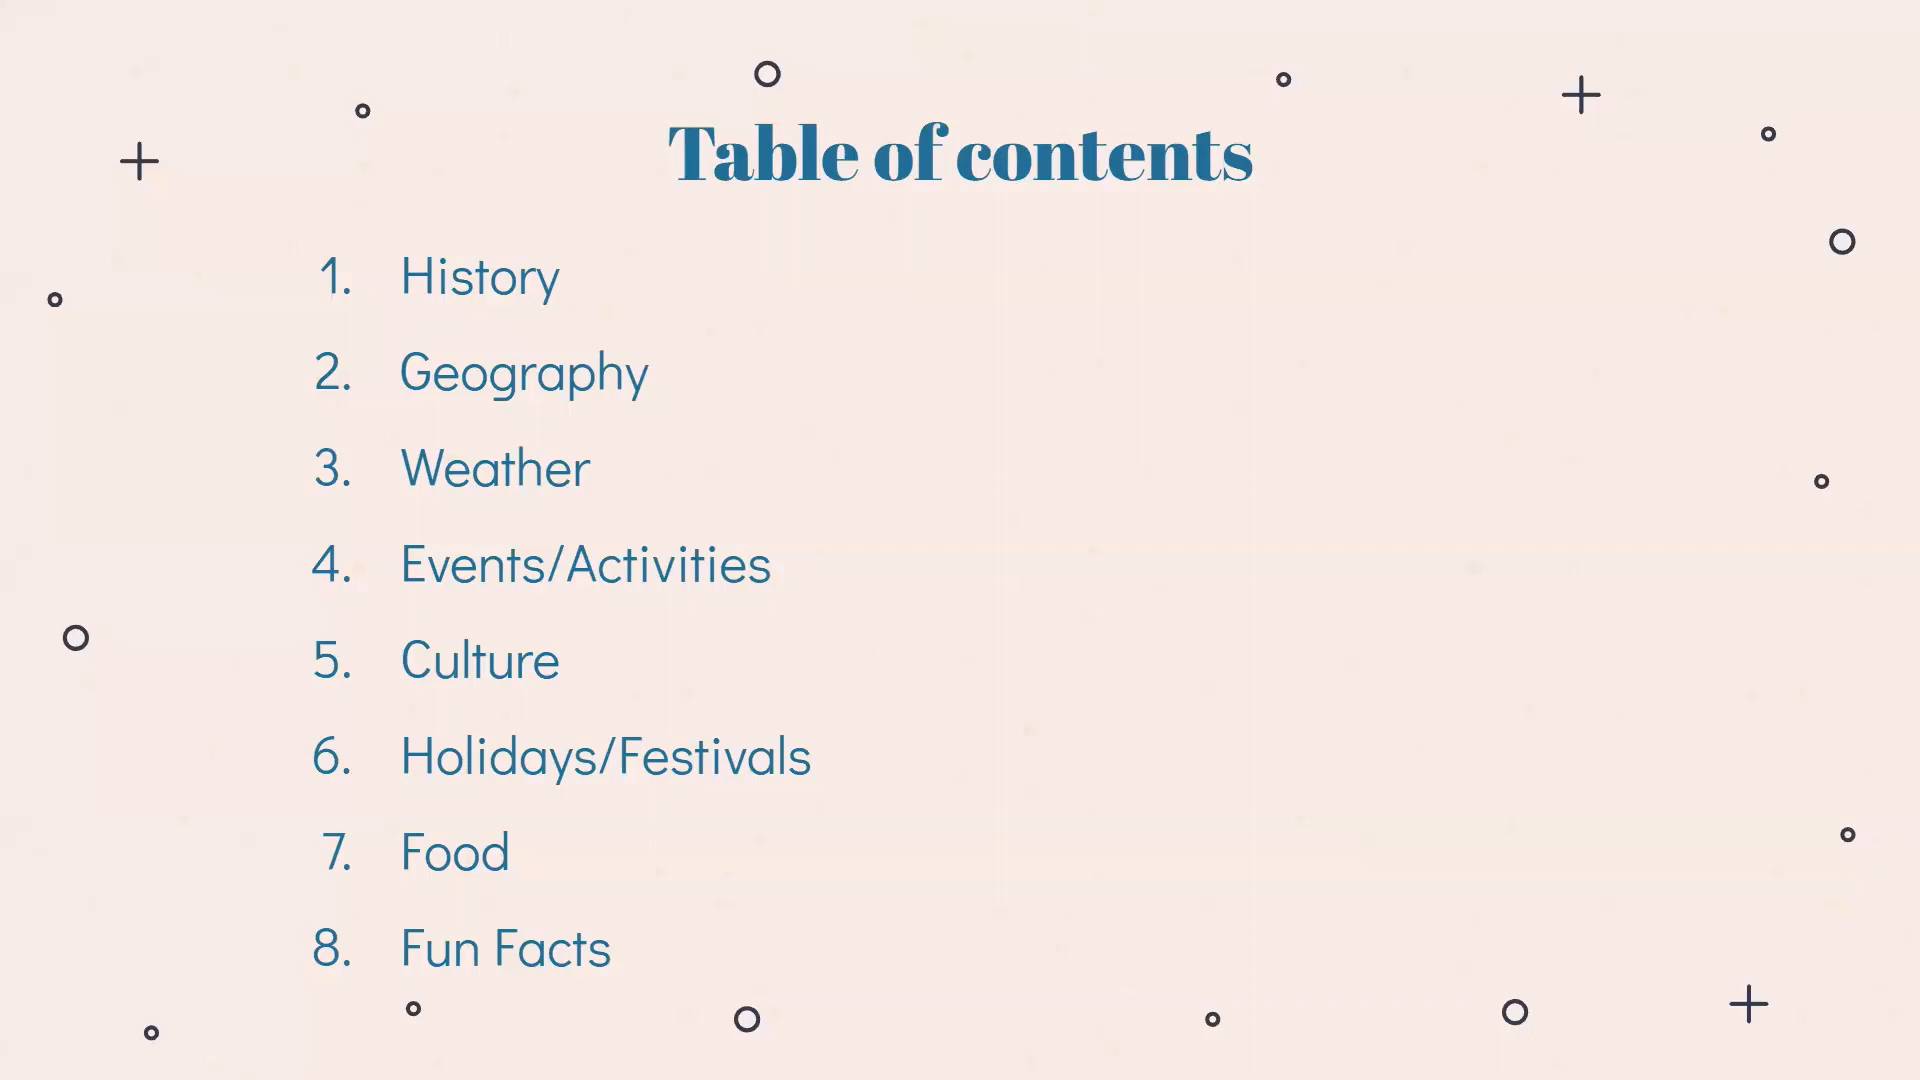 Table of contents
1. History
2. Geography
3. Weather
4. Events/Activities
5. Culture
6. Holidays/Festivals
7. Food
8. Fun Facts